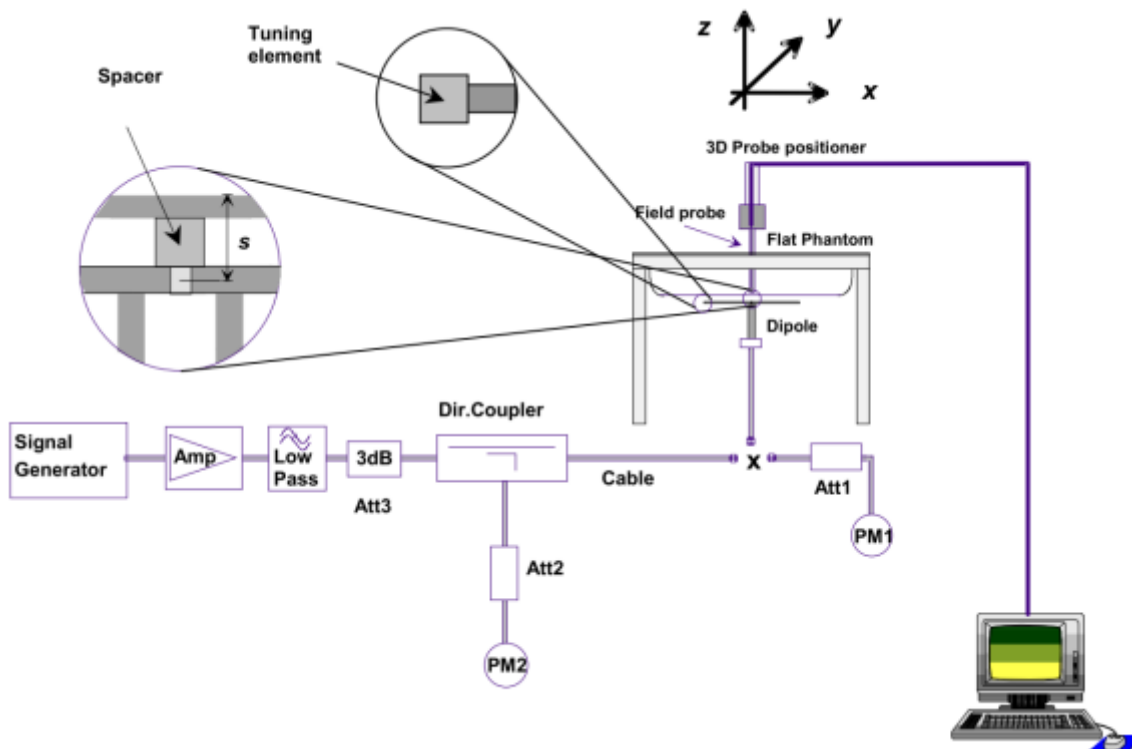 Tuning
element
z
y
x
Spacer
3D Probe positioner
Field probe
Flat Phantom
s
Dipole
Dir.Coupler
Signal
Generator
Amp
Low
Pass
3dB
Att3
Cable
x
Att1
PM1
Att2
PM2